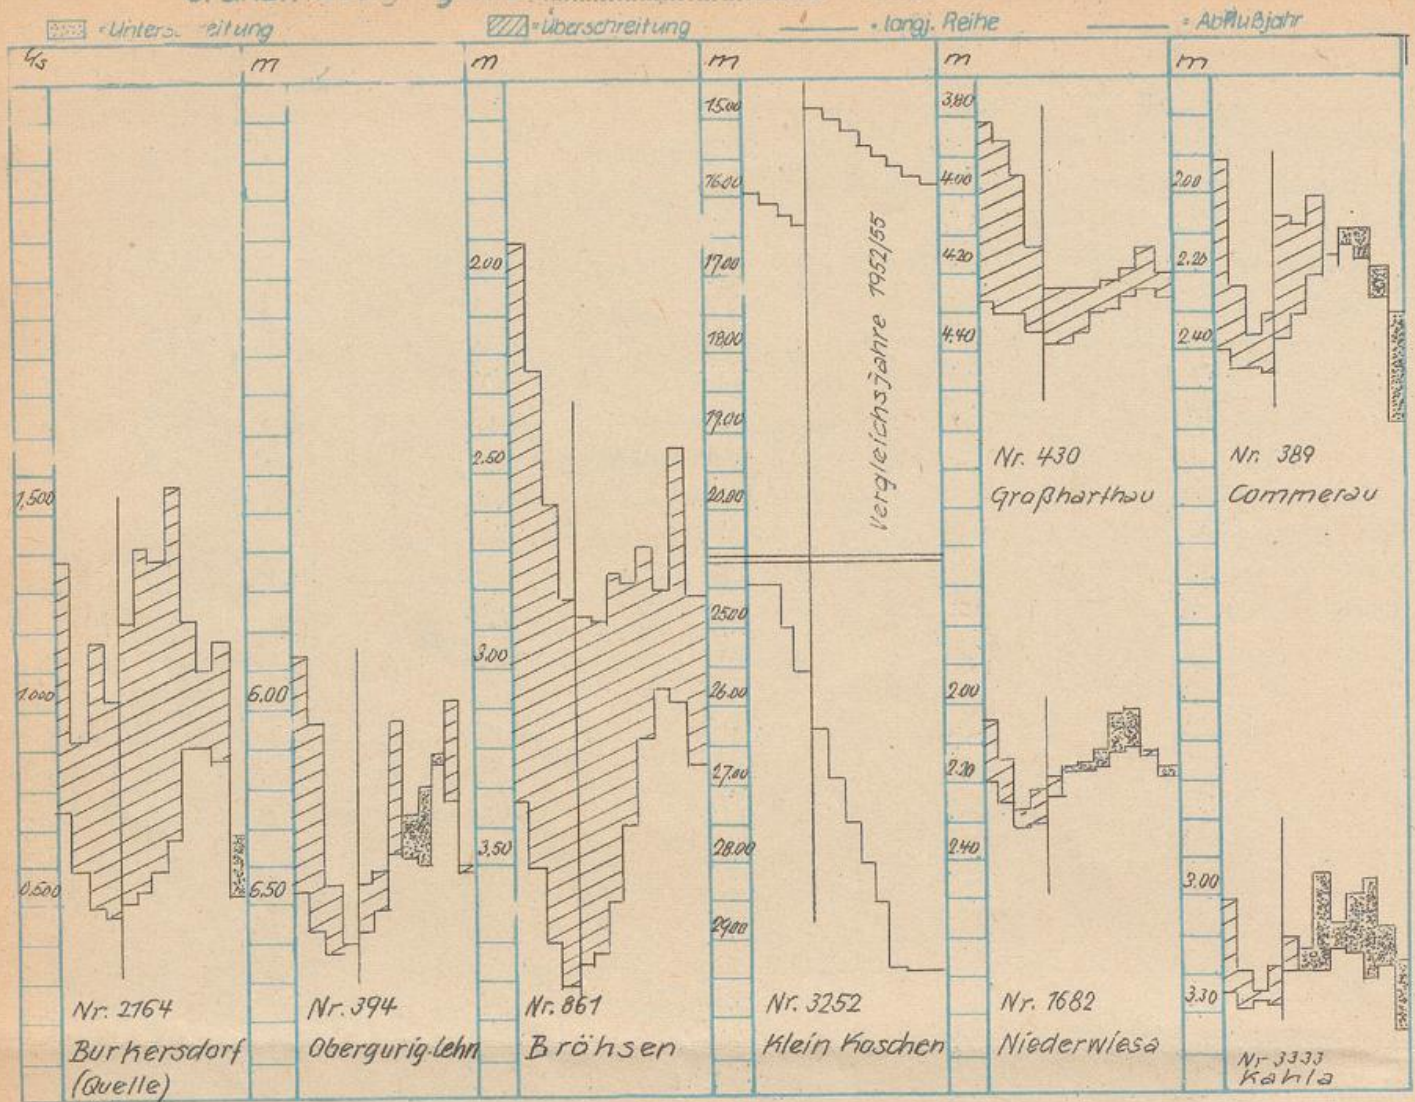 = Überschreitung
= langj. Reihe
= Abflußjahr
l/s
m
m
m
m
m
1,500
1.000
0,500
6.00
6.50
2.00
2.50
3.00
3.50
15.00
16.00
17.00
18.00
19.00
20.00
25.00
26.00
27.00
28.00
29.00
Vergleichsjahre 1952/55
3.80
4.00
4.20
4.40
2.00
2.20
2.40
2.00
2.20
2.40
3.00
3.30
Nr. 430
Großharthau
Nr. 389
Commerau
Nr. 2164
Burkersdorf
(Quelle)
Nr. 394
Obergurig-Lehn
Nr. 861
Bröhsen
Nr. 3252
Klein Koschen
Nr. 1682
Niederwiesa
Nr 3333
Kahla